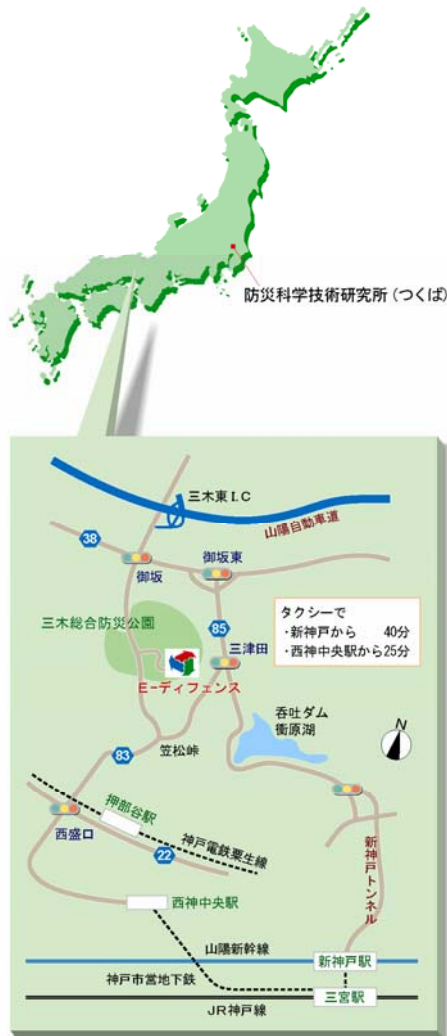 防災科学技術研究所（つくば）
三木東I.C
山陽自動車道
38
御坂
御坂東
三木総合防災公園
85
タクシーで
・新神戸から 40分
・西神中央駅から25分
三津田
E-ディフェンス
呑吐ダム
衝原湖
N
笠松峠
83
押部谷駅
西盛口
神戸電鉄粟生線
22
新神戸トンネル
西神中央駅
山陽新幹線
新神戸駅
神戸市営地下鉄
三宮駅
JR神戸線